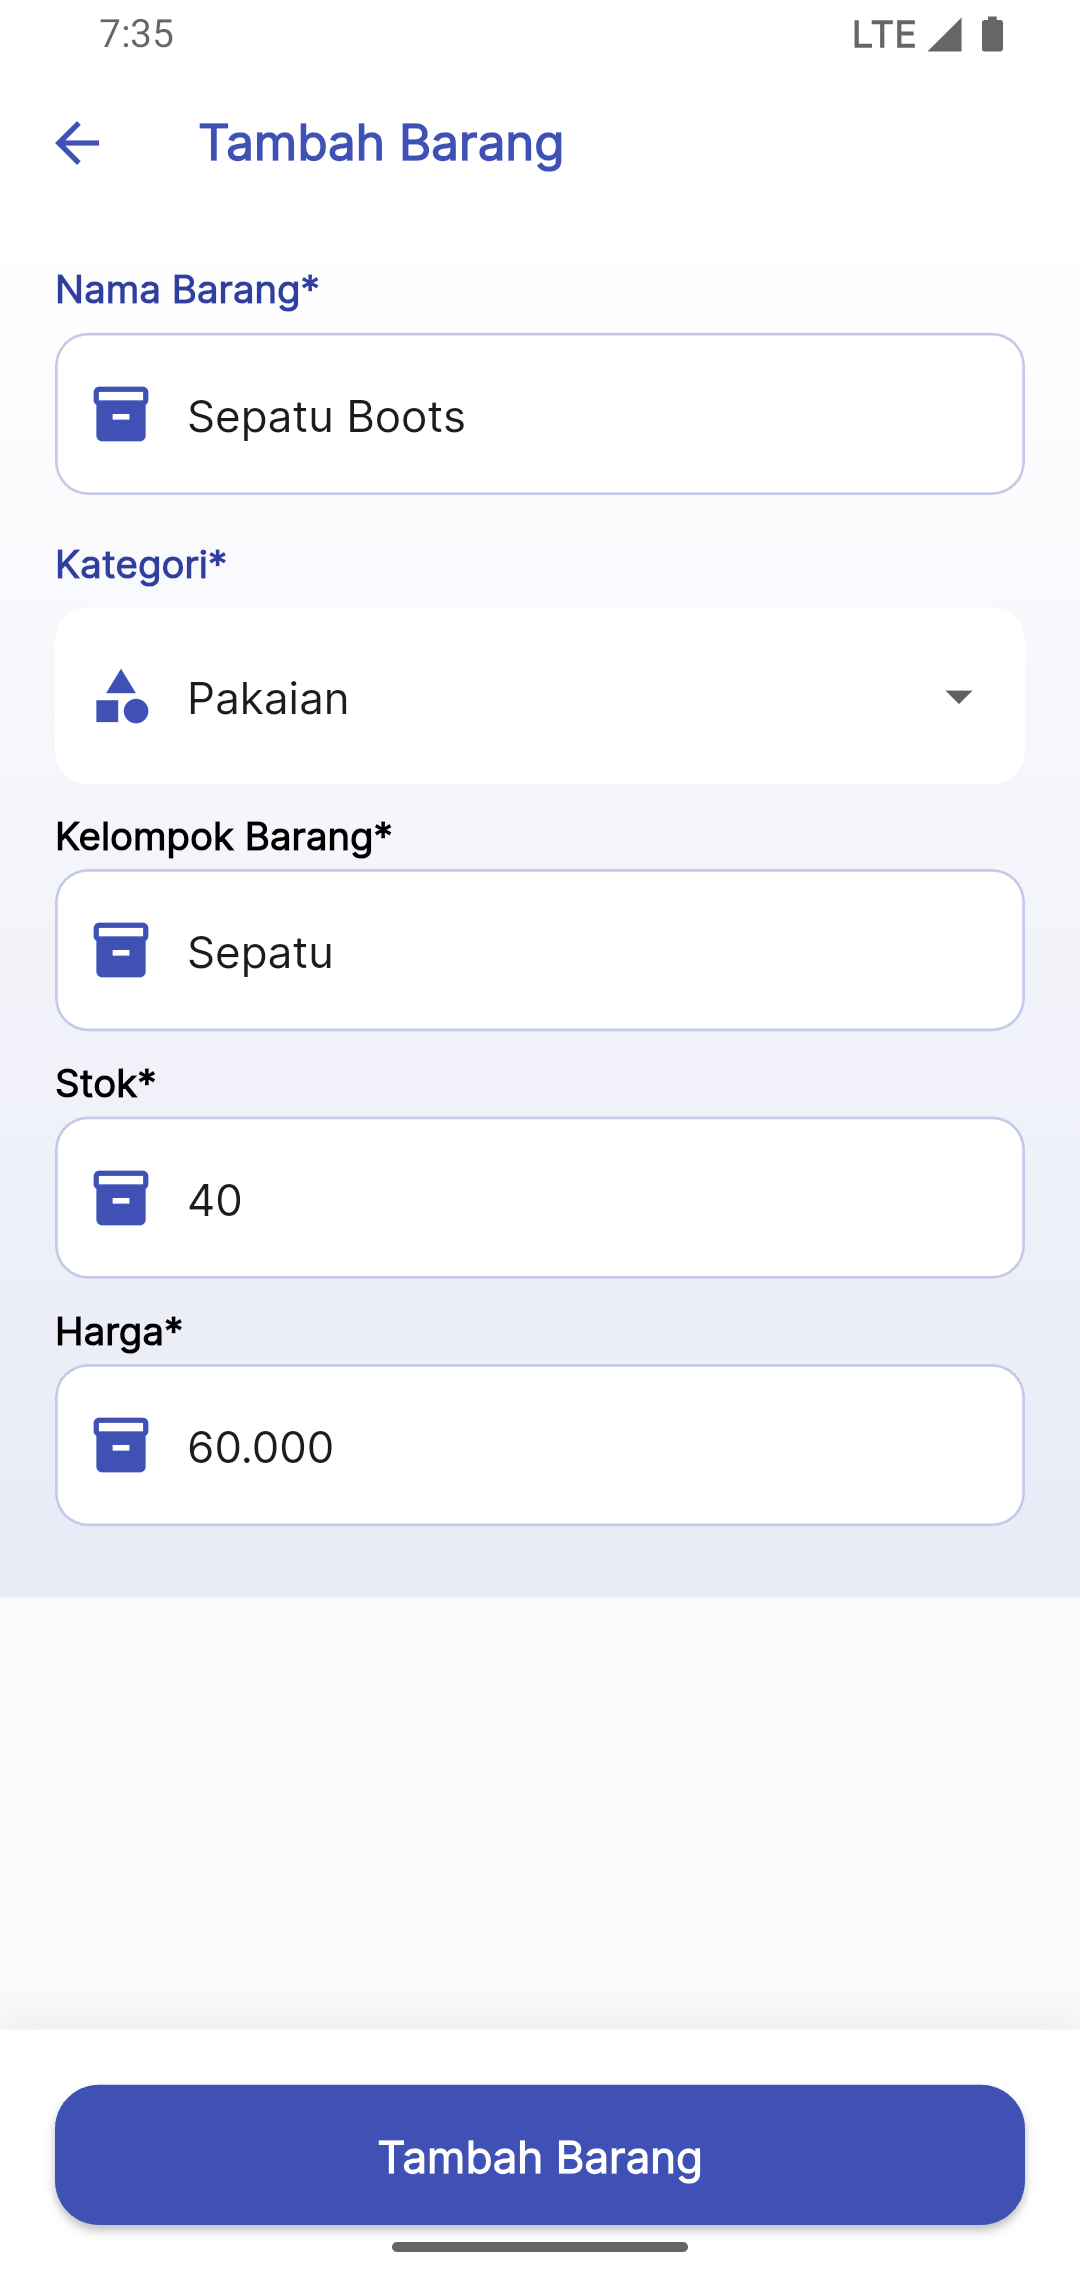 7:35 LTE
Tambah Barang
Nama Barang*
Sepatu Boots
Kategori*
Pakaian
Kelompok Barang*
Sepatu
Stok*
40
Harga*
60.000
Tambah Barang